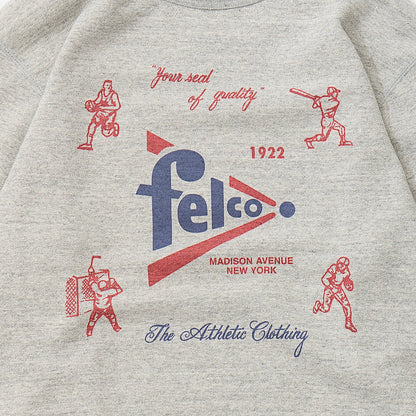 "Your seal
of quality"
1922
felco
MADISON AVENUE
NEW YORK
The Athletic Clothing